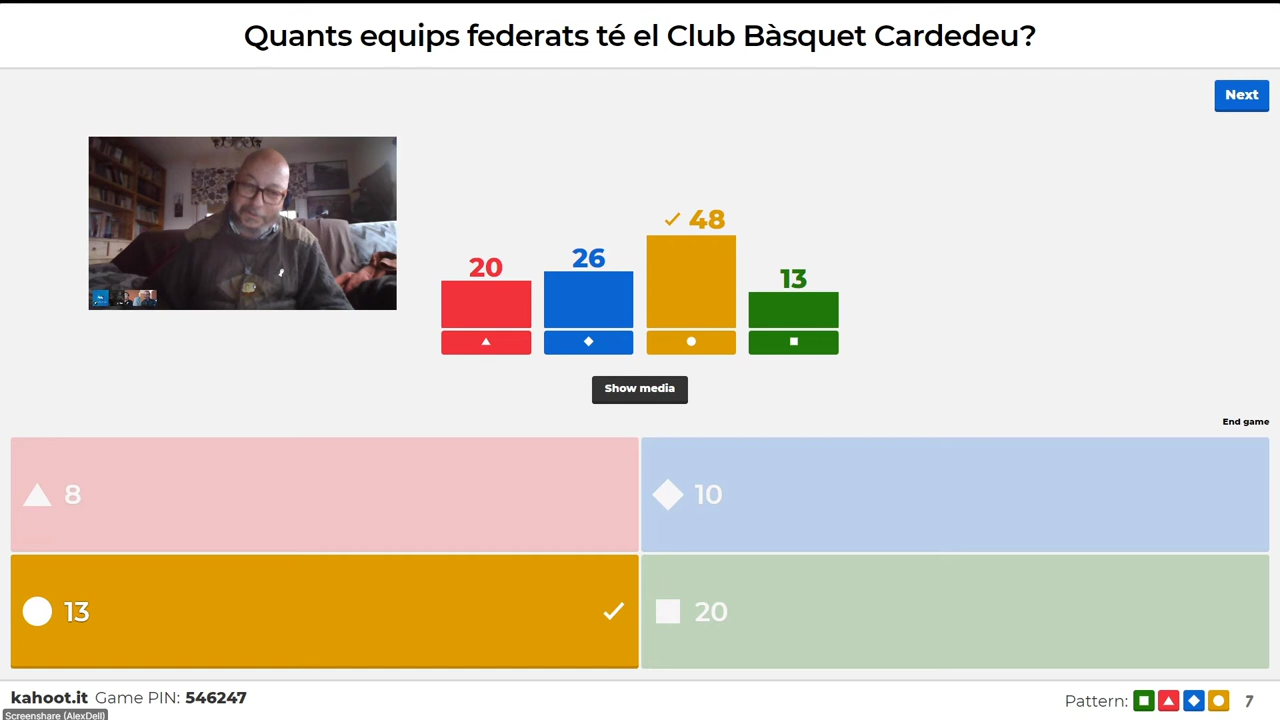 Quants equips federats té el Club Bàsquet Cardedeu?
Next
20
26
48
13
Show media
End game
8
10
13
20
kahoot.it Game PIN: 546247
Pattern: 7
Screenshare (AlexDell)